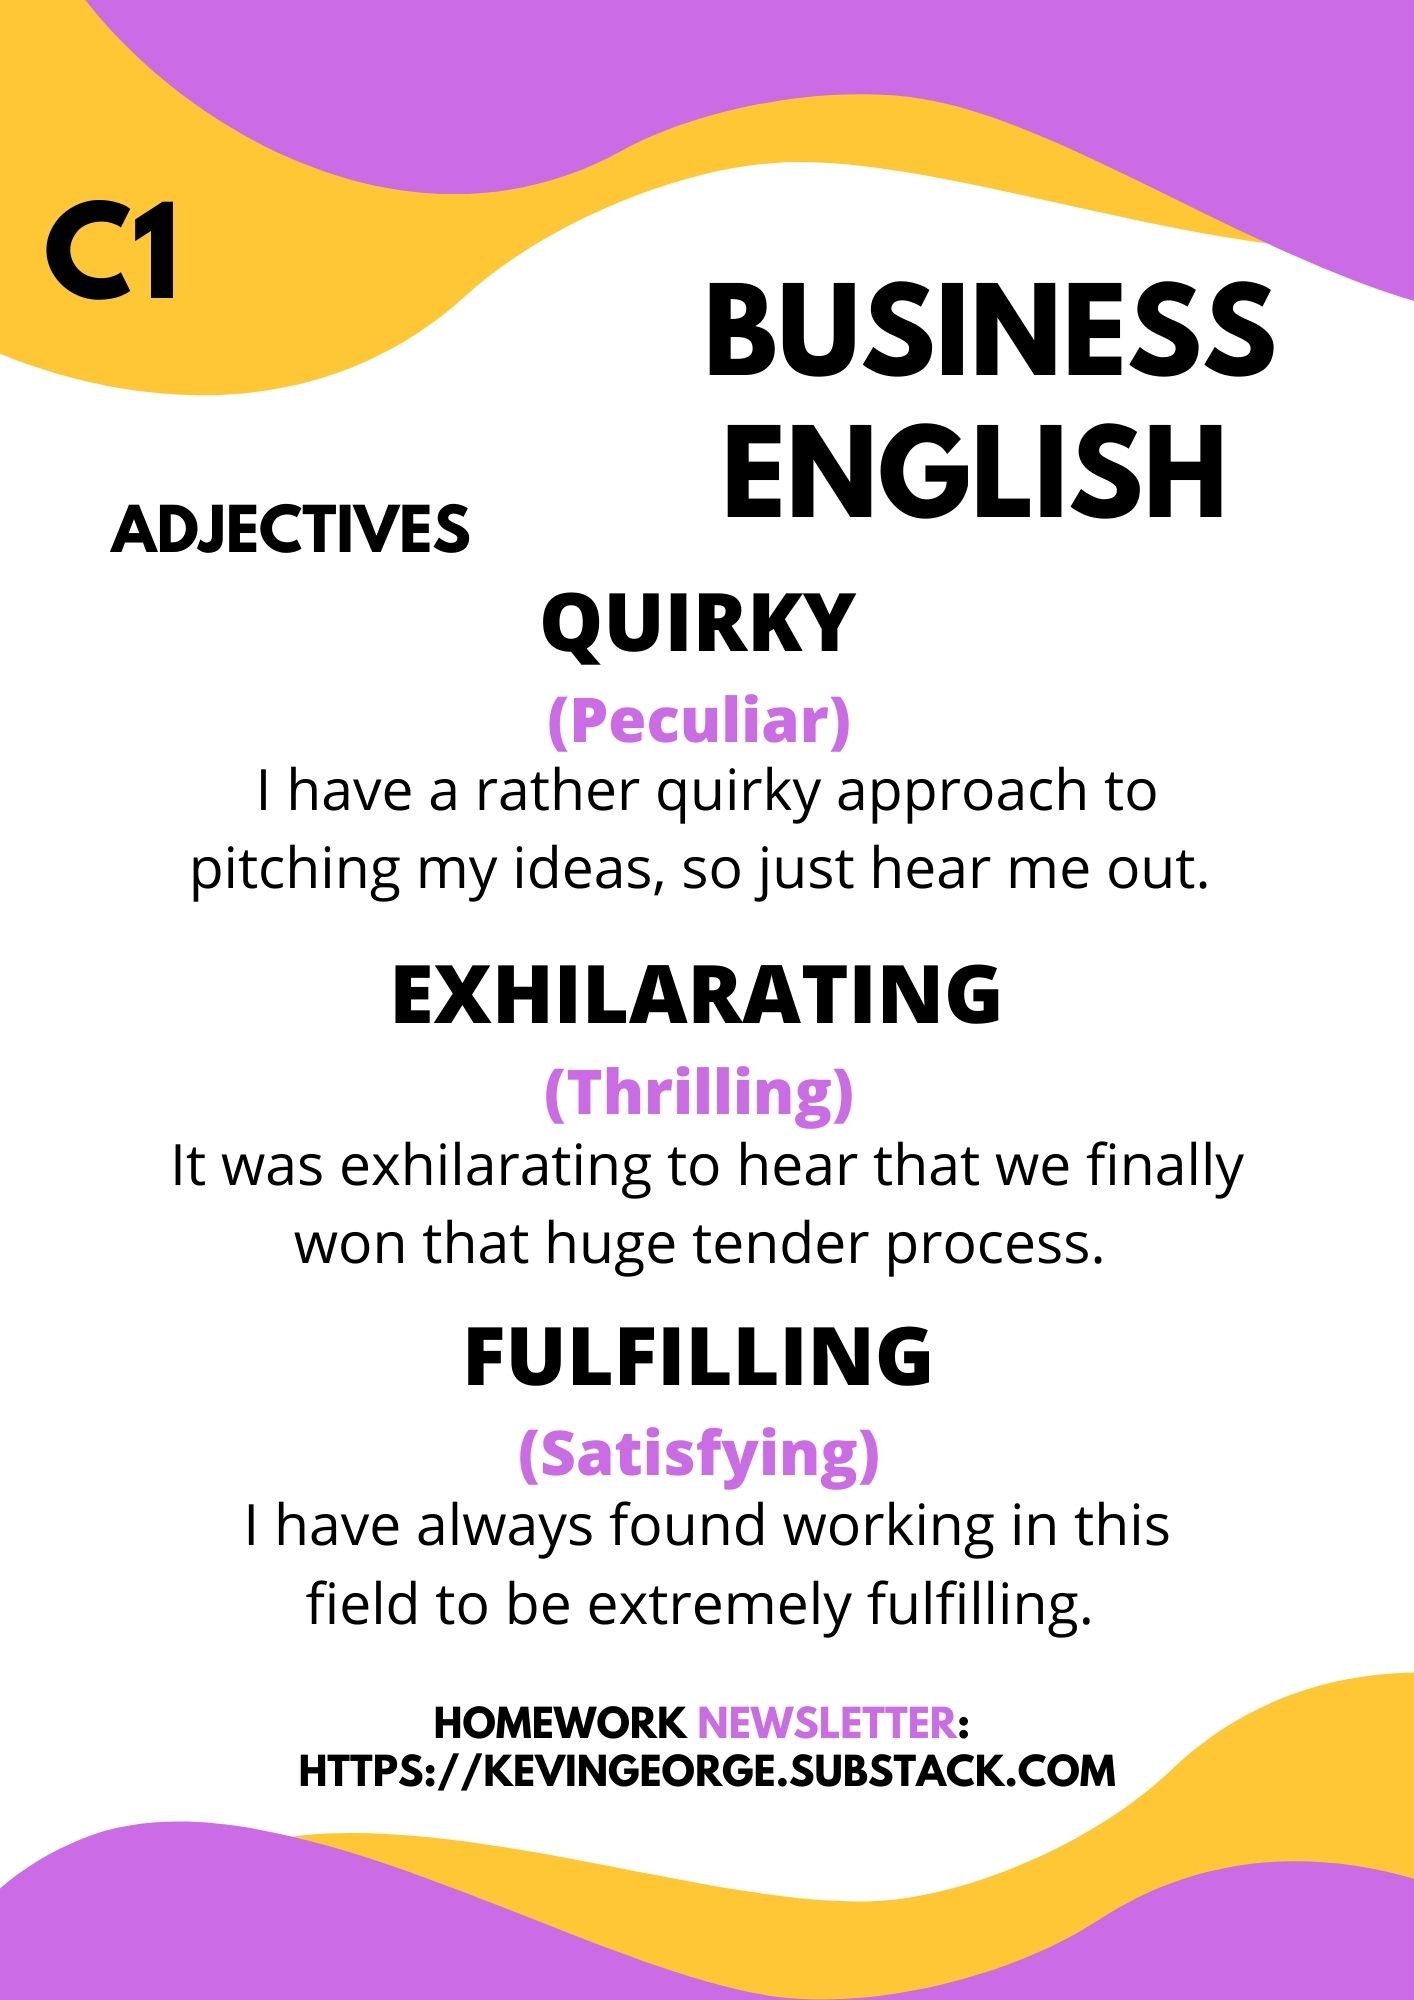 C1
BUSINESS
ENGLISH
ADJECTIVES
QUIRKY
(Peculiar)
I have a rather quirky approach to
pitching my ideas, so just hear me out.
EXHILARATING
(Thrilling)
It was exhilarating to hear that we finally
won that huge tender process.
FULFILLING
(Satisfying)
I have always found working in this
field to be extremely fulfilling.
HOMEWORK NEWSLETTER:
HTTPS://KEVINGEORGE.SUBSTACK.COM